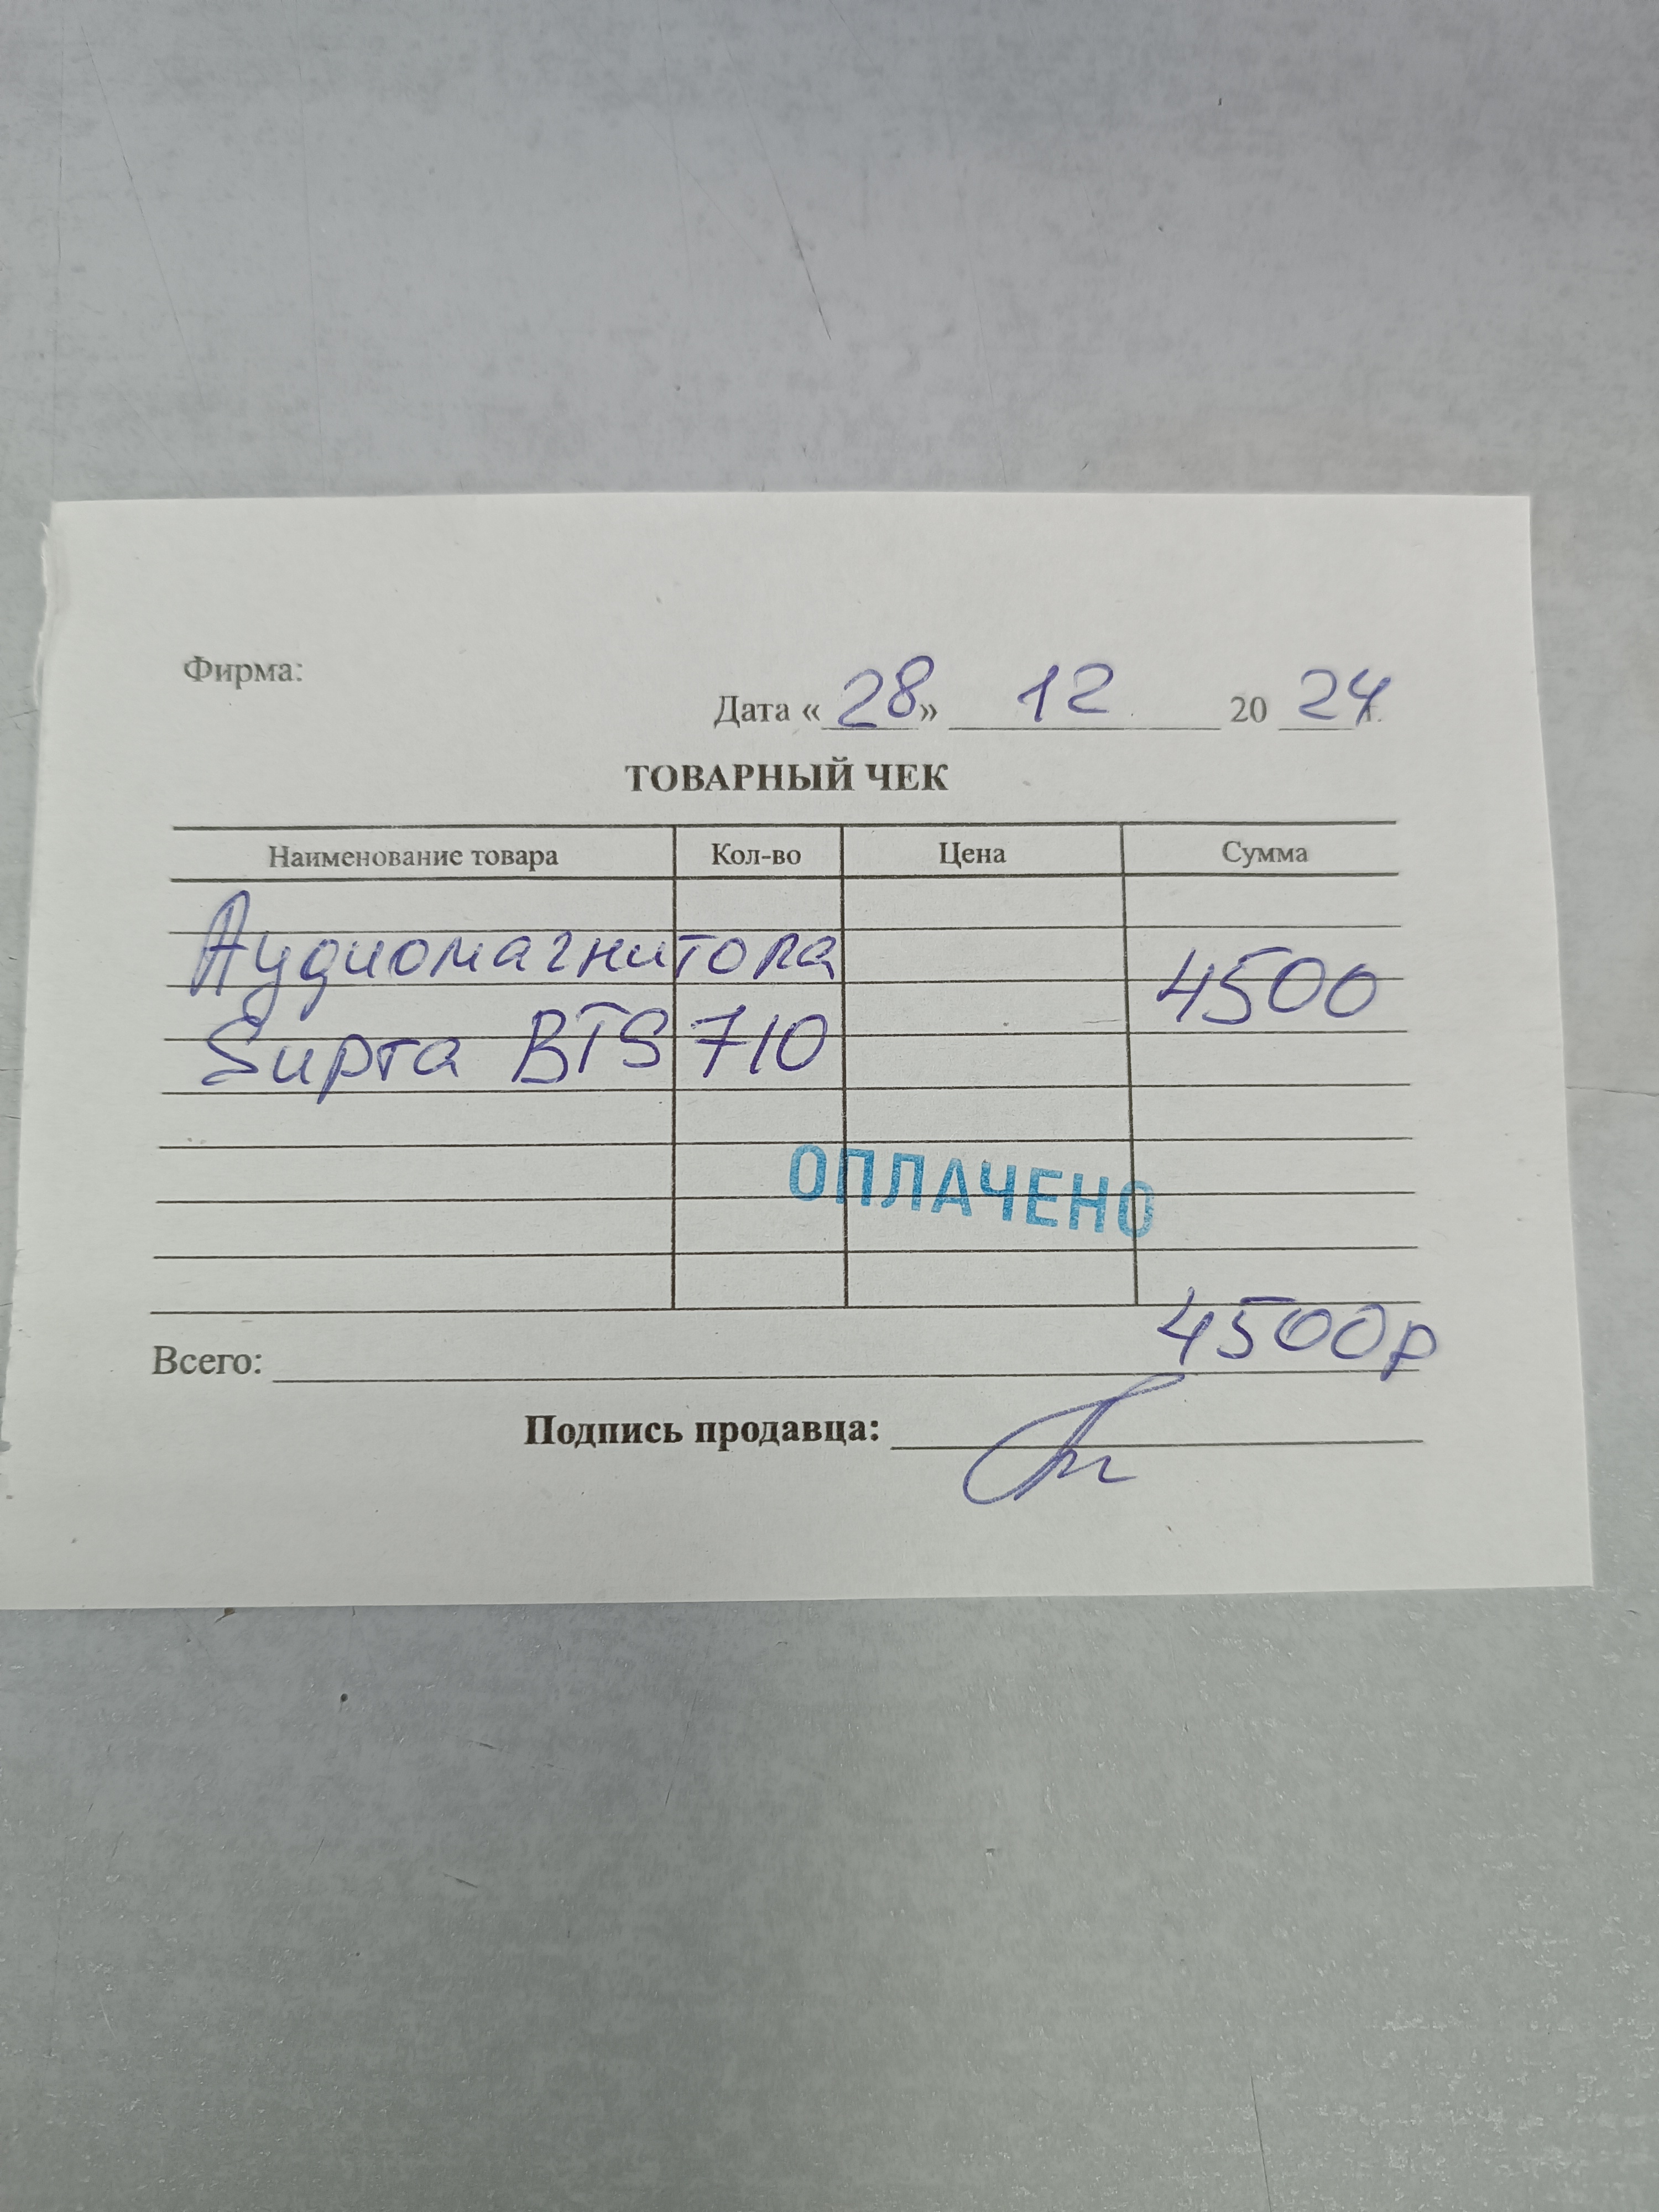 Фирма:
Дата « 28 » 12 20 24 г.
ТОВАРНЫЙ ЧЕК
Наименование товара Кол-во Цена Сумма
Аудиомагнитола 4500
Supra BTS 710
ОПЛАЧЕНО
Всего: 4500р
Подпись продавца: